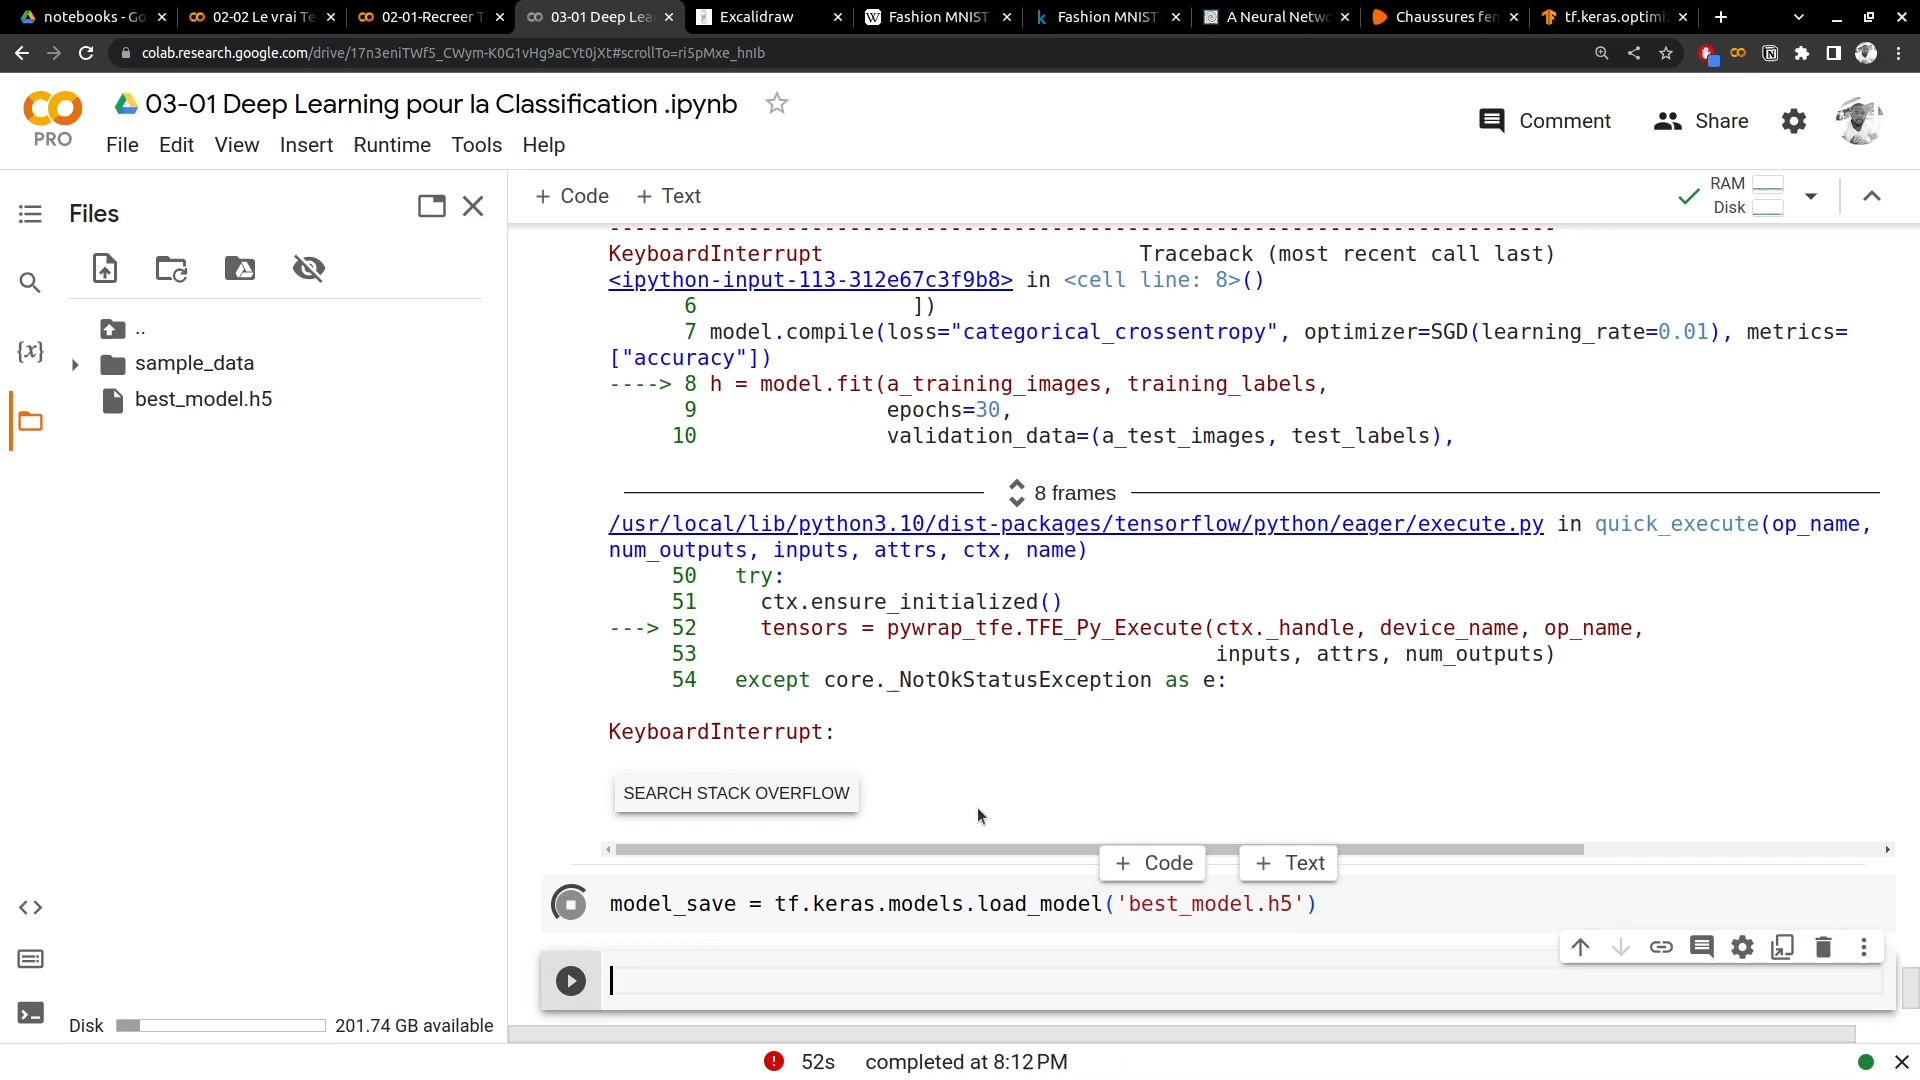 notebooks - Go
02-02 Le vrai Te
02-01-Recreer T
03-01 Deep Lea
Excalidraw
Fashion MNIST
Fashion MNIST
A Neural Netw
Chaussures fem
tf.keras.optimi
colab.research.google.com/drive/17n3eniTWf5_CWym-K0G1vHg9aCYt0jXt#scrollTo=ri5pMxe_hnIb
PRO
03-01 Deep Learning pour la Classification .ipynb
File Edit View Insert Runtime Tools Help
Comment
Share
Files
+ Code + Text
RAM
Disk
..
sample_data
best_model.h5
{x}
---------------------------------------------------------------------------
KeyboardInterrupt                         Traceback (most recent call last)
<ipython-input-113-312e67c3f9b8> in <cell line: 8>()
      6                 ])
      7 model.compile(loss="categorical_crossentropy", optimizer=SGD(learning_rate=0.01), metrics=
["accuracy"])
----> 8 h = model.fit(a_training_images, training_labels,
      9               epochs=30,
     10               validation_data=(a_test_images, test_labels),
8 frames
/usr/local/lib/python3.10/dist-packages/tensorflow/python/eager/execute.py in quick_execute(op_name,
num_outputs, inputs, attrs, ctx, name)
     50   try:
     51     ctx.ensure_initialized()
---> 52     tensors = pywrap_tfe.TFE_Py_Execute(ctx._handle, device_name, op_name,
     53                                         inputs, attrs, num_outputs)
     54   except core._NotOkStatusException as e:
KeyboardInterrupt:
SEARCH STACK OVERFLOW
+ Code + Text
model_save = tf.keras.models.load_model('best_model.h5')
Disk 201.74 GB available
52s completed at 8:12 PM